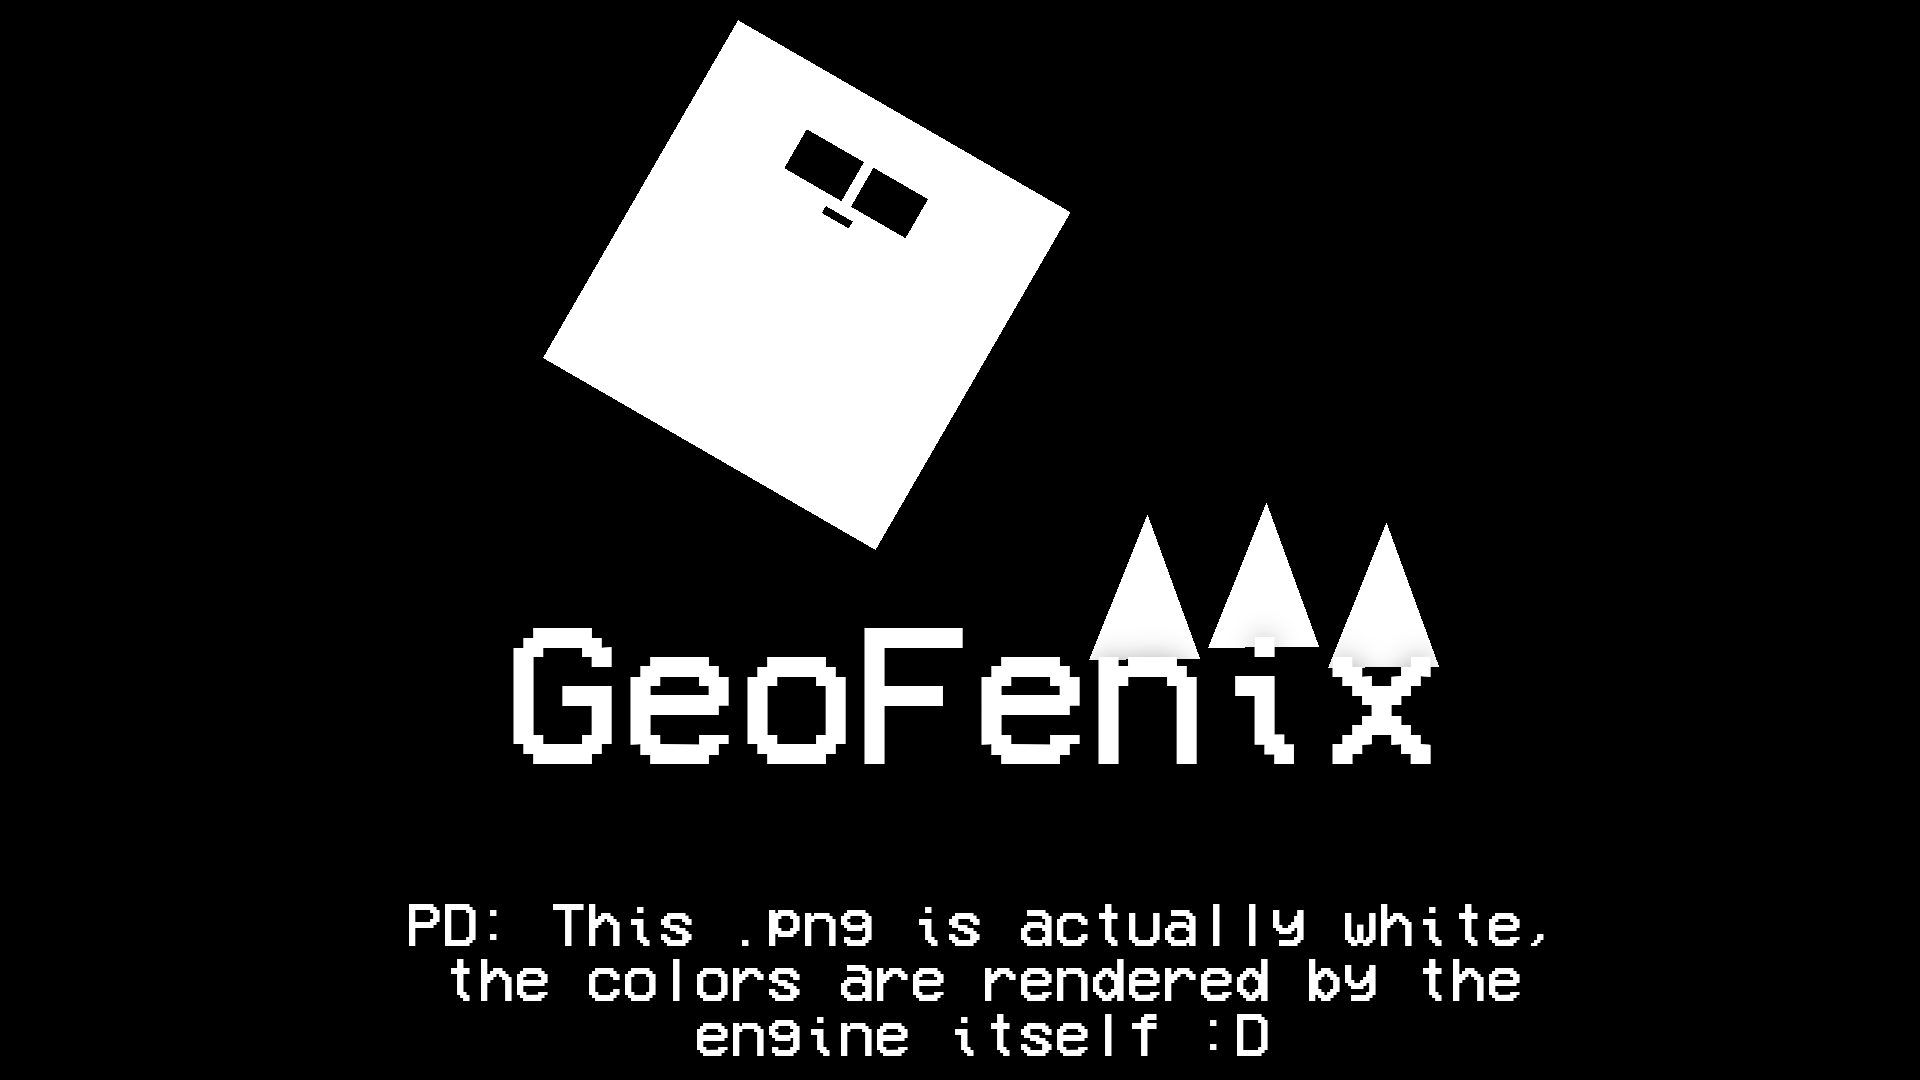 GeoFenix
PD: This .png is actually white,
the colors are rendered by the
engine itself :D